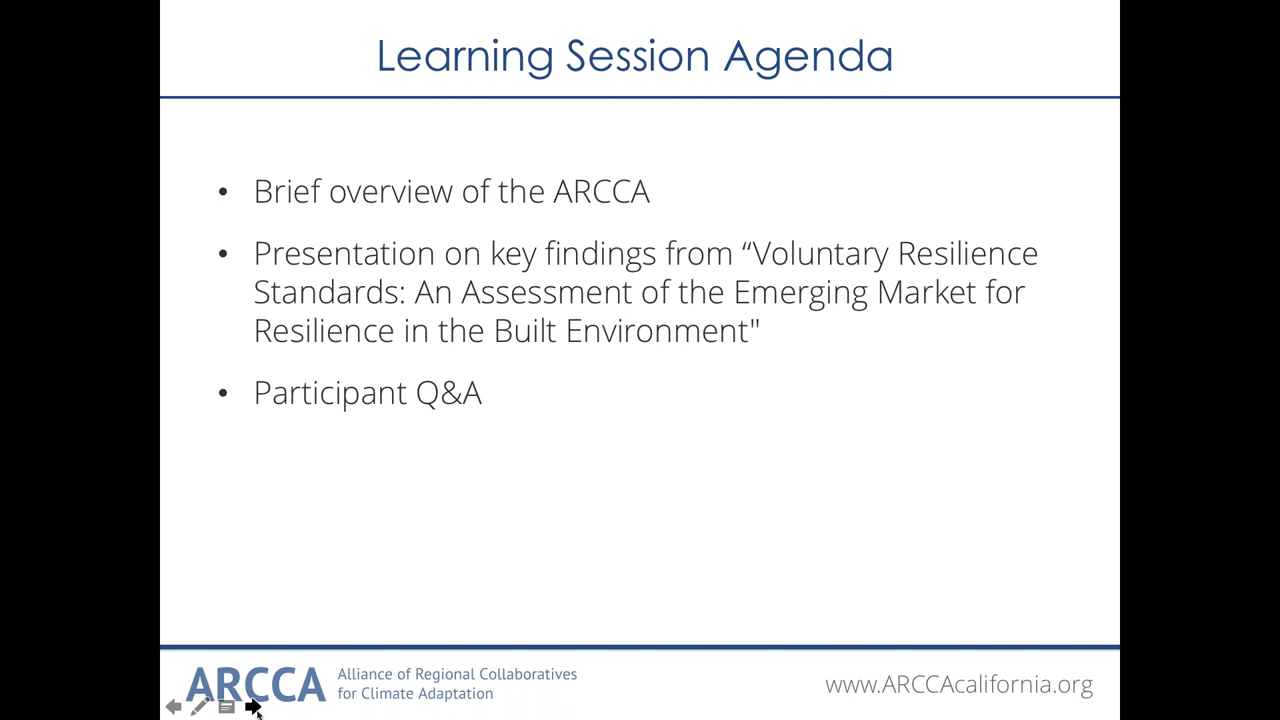 Learning Session Agenda
• Brief overview of the ARCCA
• Presentation on key findings from “Voluntary Resilience
Standards: An Assessment of the Emerging Market for
Resilience in the Built Environment"
• Participant Q&A
ARCCA
Alliance of Regional Collaboratives
for Climate Adaptation
www.ARCCAcalifornia.org